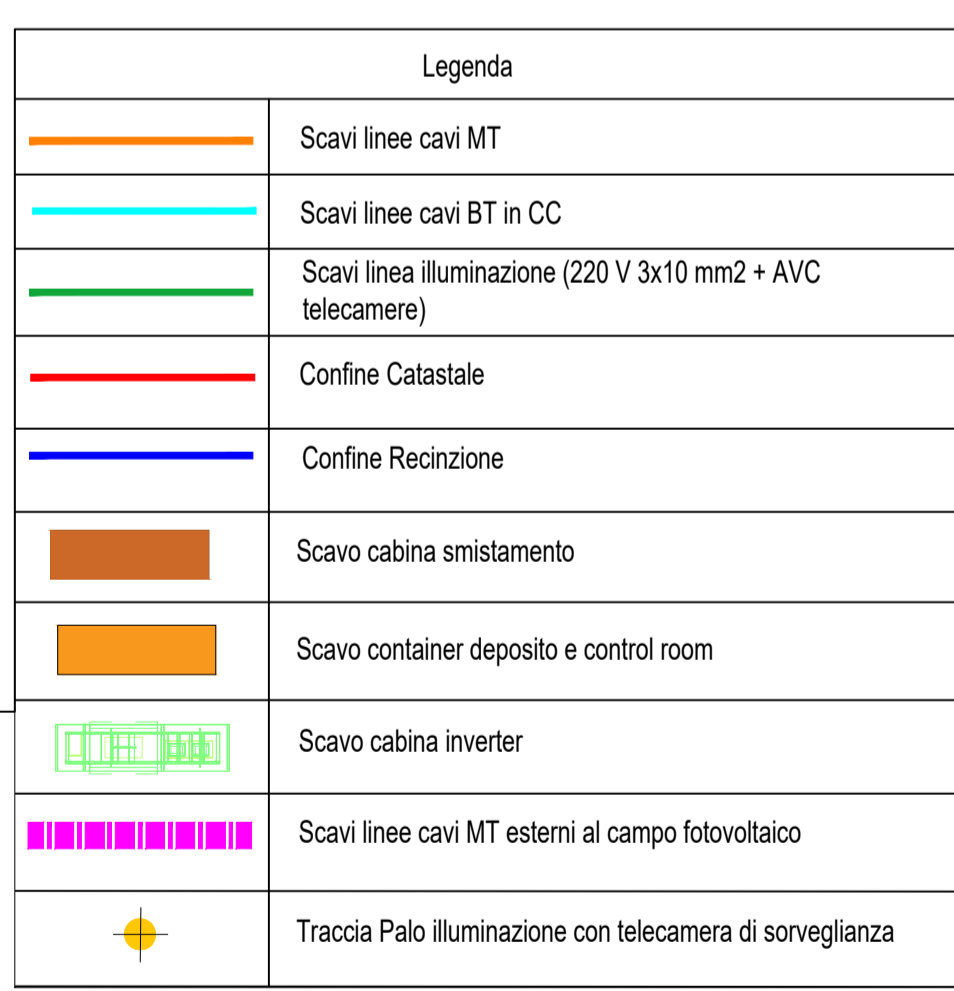 Legenda
Scavi linee cavi MT
Scavi linee cavi BT in CC
Scavi linea illuminazione (220 V 3x10 mm2 + AVC
telecamere)
Confine Catastale
Confine Recinzione
Scavo cabina smistamento
Scavo container deposito e control room
Scavo cabina inverter
Scavi linee cavi MT esterni al campo fotovoltaico
Traccia Palo illuminazione con telecamera di sorveglianza